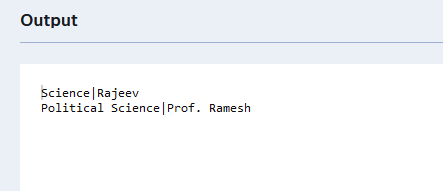 Output
Science|Rajeev
Political Science|Prof. Ramesh